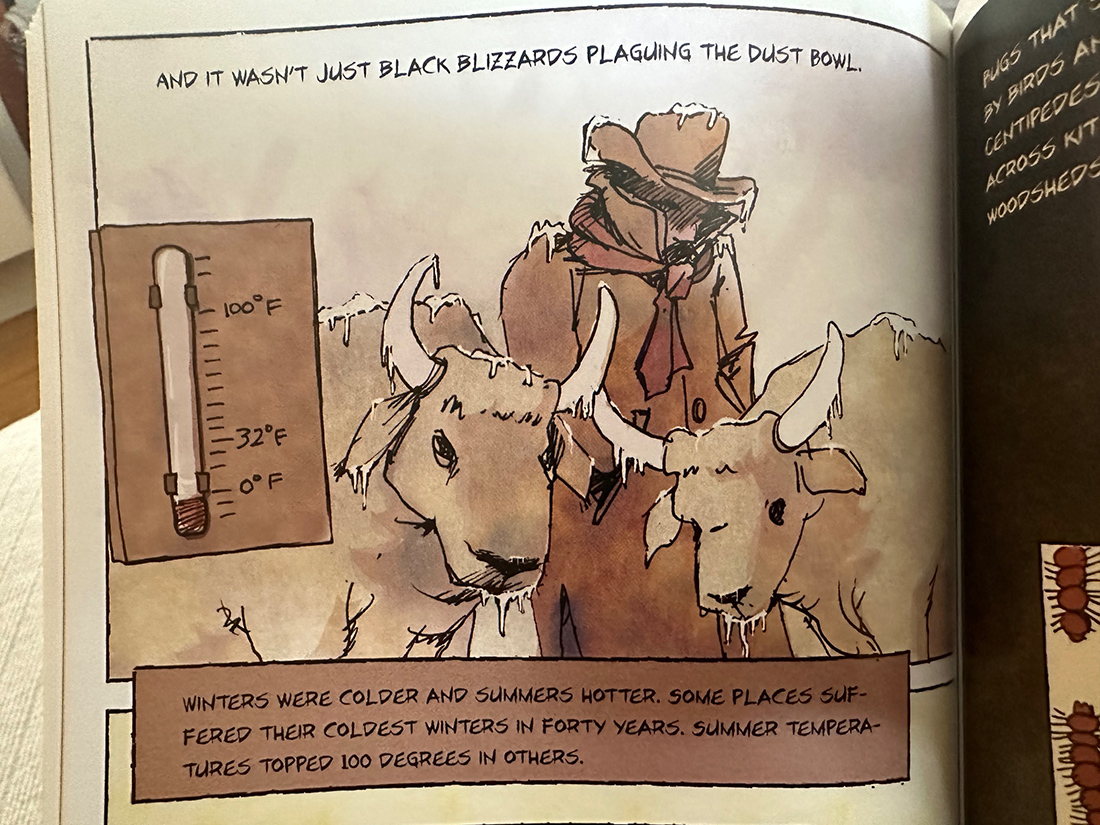 AND IT WASN'T JUST BLACK BLIZZARDS PLAGUING THE DUST BOWL.
100°F
32°F
0°F
WINTERS WERE COLDER AND SUMMERS HOTTER. SOME PLACES SUF-
FERED THEIR COLDEST WINTERS IN FORTY YEARS. SUMMER TEMPERA-
TURES TOPPED 100 DEGREES IN OTHERS.
BUGS THAT
BY BIRDS
CENTIPEDES
ACROSS
WOODSHEDS